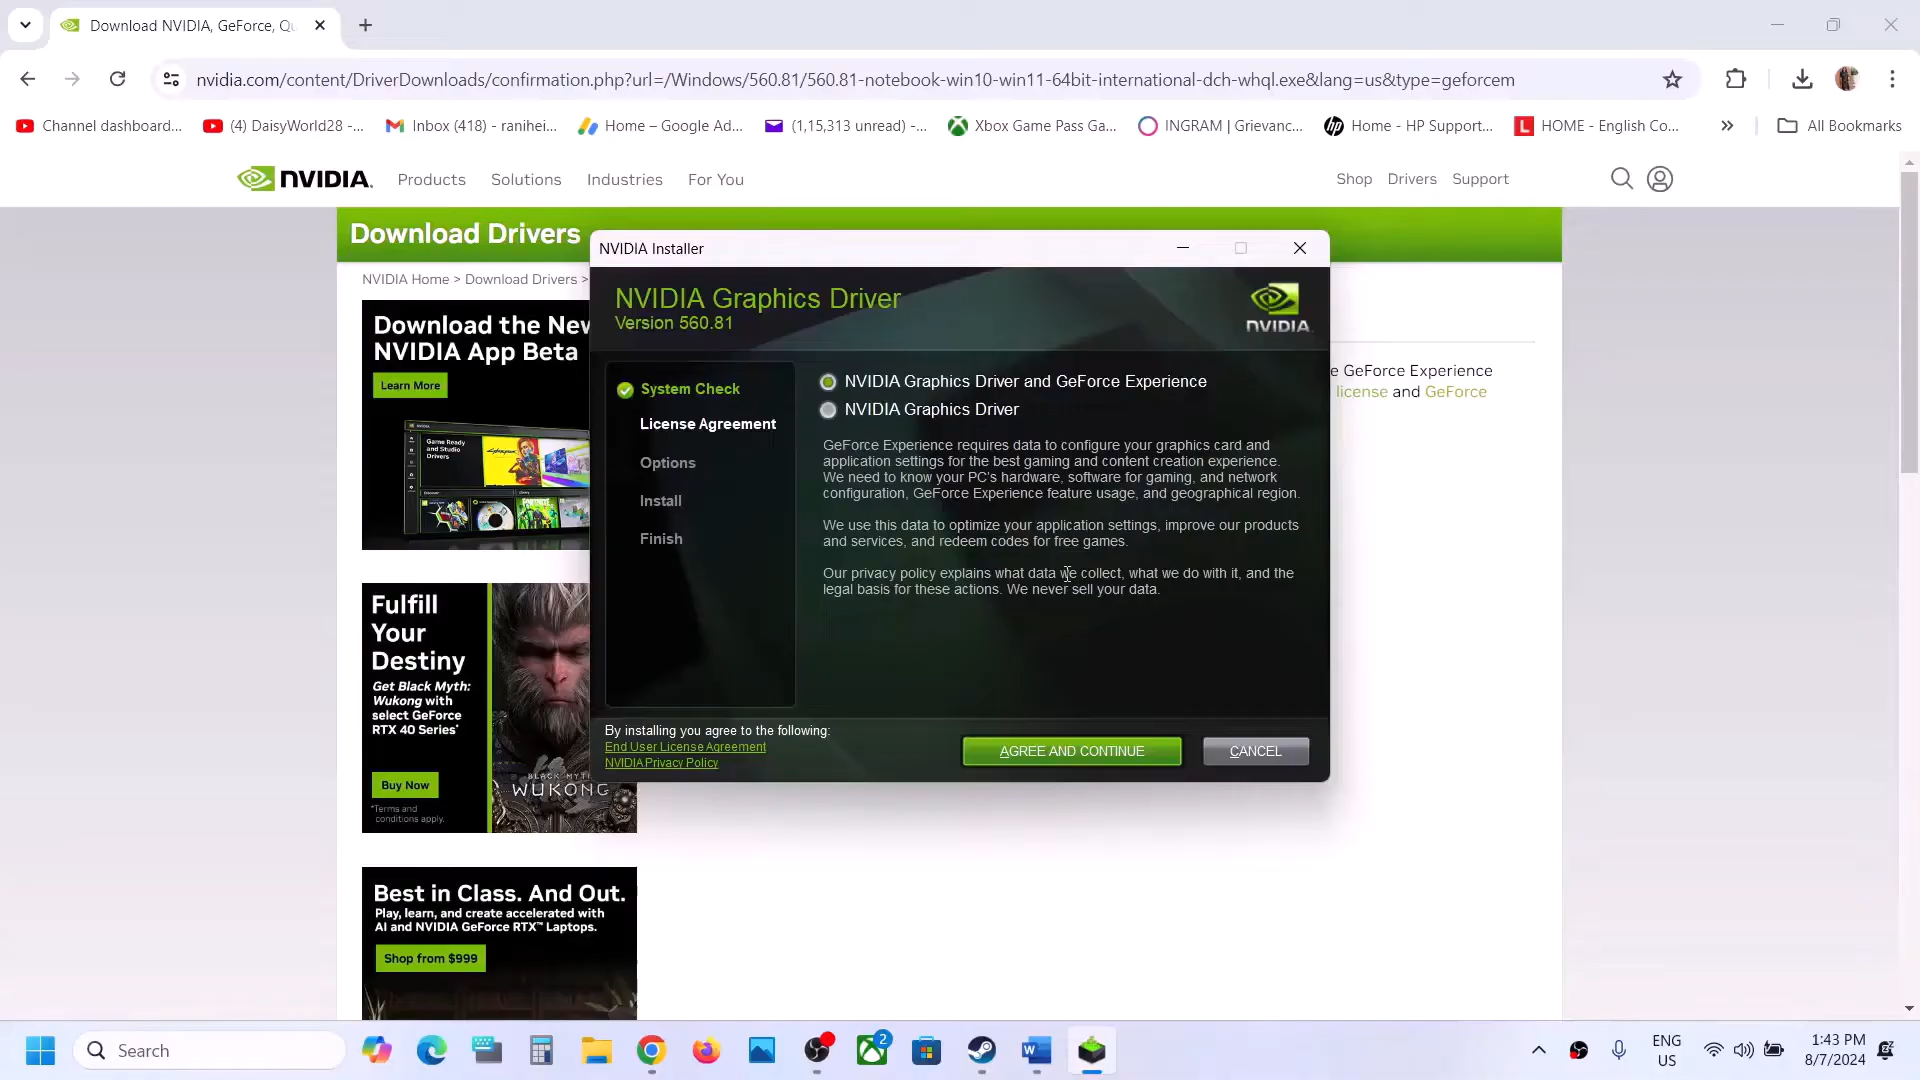 Download NVIDIA, GeForce, Qu
nvidia.com/content/DriverDownloads/confirmation.php?url=/Windows/560.81/560.81-notebook-win10-win11-64bit-international-dch-whql.exe&lang=us&type=geforcem
Channel dashboard...
(4) DaisyWorld28 -...
Inbox (418) - ranihei...
Home – Google Ad...
(1,15,313 unread) -...
Xbox Game Pass Ga...
INGRAM | Grievanc...
Home - HP Support...
HOME - English Co...
All Bookmarks
NVIDIA.
Products
Solutions
Industries
For You
Shop
Drivers
Support
Download Drivers
NVIDIA Home > Download Drivers >
Download the New
NVIDIA App Beta
Learn More
Game Ready
and Studio
Drivers
Fulfill
Your
Destiny
Get Black Myth:
Wukong with
select GeForce
RTX 40 Series*
Buy Now
*Terms and
conditions apply.
BLACK MYTH
WUKONG
Best in Class. And Out.
Play, learn, and create accelerated with
AI and NVIDIA GeForce RTX™ Laptops.
Shop from $999
e GeForce Experience
license and GeForce
NVIDIA Installer
NVIDIA Graphics Driver
Version 560.81
NVIDIA
System Check
License Agreement
Options
Install
Finish
NVIDIA Graphics Driver and GeForce Experience
NVIDIA Graphics Driver
GeForce Experience requires data to configure your graphics card and
application settings for the best gaming and content creation experience.
We need to know your PC's hardware, software for gaming, and network
configuration, GeForce Experience feature usage, and geographical region.
We use this data to optimize your application settings, improve our products
and services, and redeem codes for free games.
Our privacy policy explains what data we collect, what we do with it, and the
legal basis for these actions. We never sell your data.
By installing you agree to the following:
End User License Agreement
NVIDIA Privacy Policy
AGREE AND CONTINUE
CANCEL
Search
2
ENG
US
1:43 PM
8/7/2024